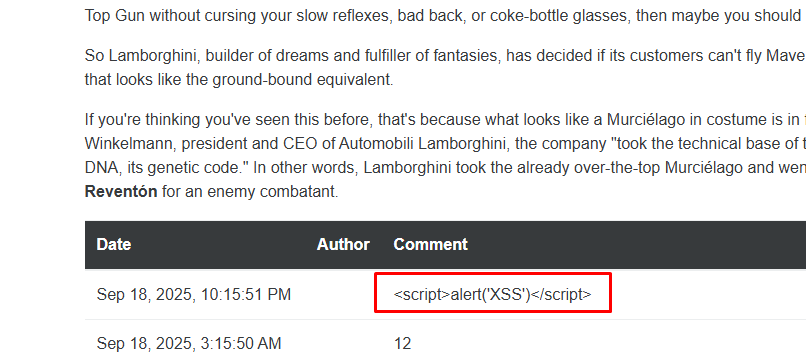 Top Gun without cursing your slow reflexes, bad back, or coke-bottle glasses, then maybe you should
So Lamborghini, builder of dreams and fulfiller of fantasies, has decided if its customers can't fly Mave
that looks like the ground-bound equivalent.
If you're thinking you've seen this before, that's because what looks like a Murciélago in costume is in
Winkelmann, president and CEO of Automobili Lamborghini, the company "took the technical base of t
DNA, its genetic code." In other words, Lamborghini took the already over-the-top Murciélago and wen
Reventón for an enemy combatant.
Date Author Comment
Sep 18, 2025, 10:15:51 PM <script>alert('XSS')</script>
Sep 18, 2025, 3:15:50 AM 12